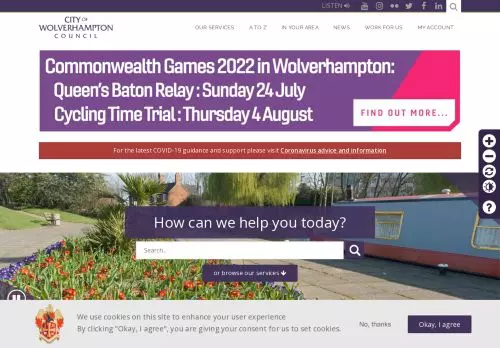 LISTEN
CITY OF
WOLVERHAMPTON
COUNCIL
OUR SERVICES A TO Z IN YOUR AREA NEWS WORK FOR US MY ACCOUNT
Commonwealth Games 2022 in Wolverhampton:
Queen's Baton Relay : Sunday 24 July
Cycling Time Trial : Thursday 4 August
FIND OUT MORE...
For the latest COVID-19 guidance and support please visit Coronavirus advice and information
How can we help you today?
Search..
or browse our services
We use cookies on this site to enhance your user experience
By clicking "Okay, I agree", you are giving your consent for us to set cookies.
No, thanks
Okay, I agree